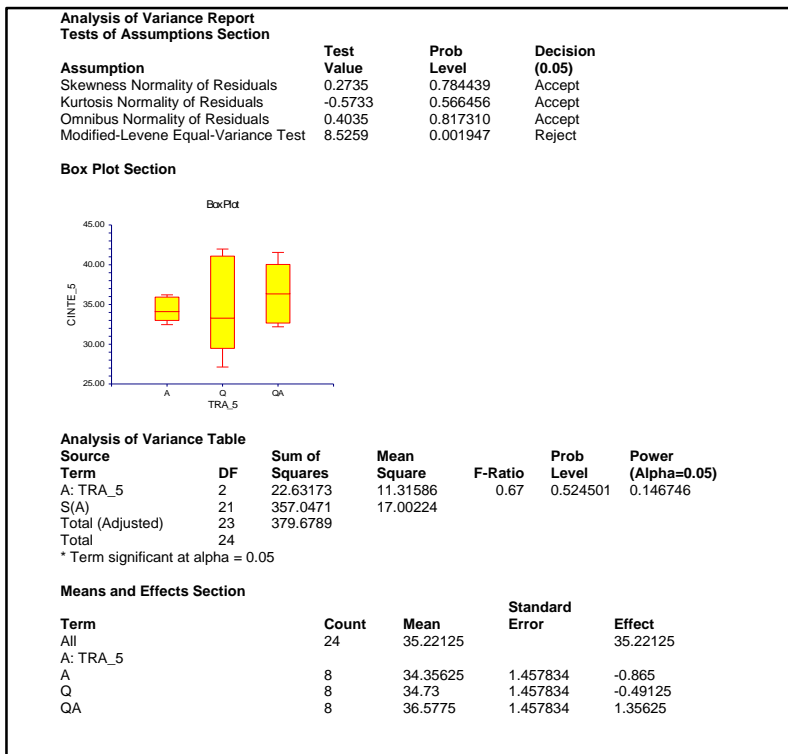 Analysis of Variance Report
Tests of Assumptions Section
Test Prob Decision
Assumption Value Level (0.05)
Skewness Normality of Residuals 0.2735 0.784439 Accept
Kurtosis Normality of Residuals -0.5733 0.566456 Accept
Omnibus Normality of Residuals 0.4035 0.817310 Accept
Modified-Levene Equal-Variance Test 8.5259 0.001947 Reject
Box Plot Section
Box Plot
45.00
40.00
35.00
30.00
25.00
CINTE_5
A Q QA
TRA_5
Analysis of Variance Table
Source Sum of Mean Prob Power
Term DF Squares Square F-Ratio Level (Alpha=0.05)
A: TRA_5 2 22.63173 11.31586 0.67 0.524501 0.146746
S(A) 21 357.0471 17.00224
Total (Adjusted) 23 379.6789
Total 24
* Term significant at alpha = 0.05
Means and Effects Section
Standard
Term Count Mean Error Effect
All 24 35.22125 35.22125
A: TRA_5
A 8 34.35625 1.457834 -0.865
Q 8 34.73 1.457834 -0.49125
QA 8 36.5775 1.457834 1.35625